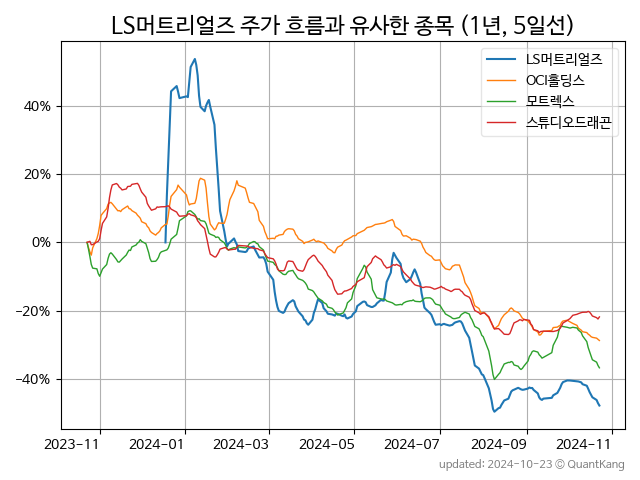 LS머트리얼즈 주가 흐름과 유사한 종목 (1년, 5일선)
LS머트리얼즈
OCI홀딩스
모트렉스
스튜디오드래곤
40%
20%
0%
−20%
−40%
2023−11 2024−01 2024−03 2024−05 2024−07 2024−09 2024−11
updated: 2024-10-23 © QuantKang